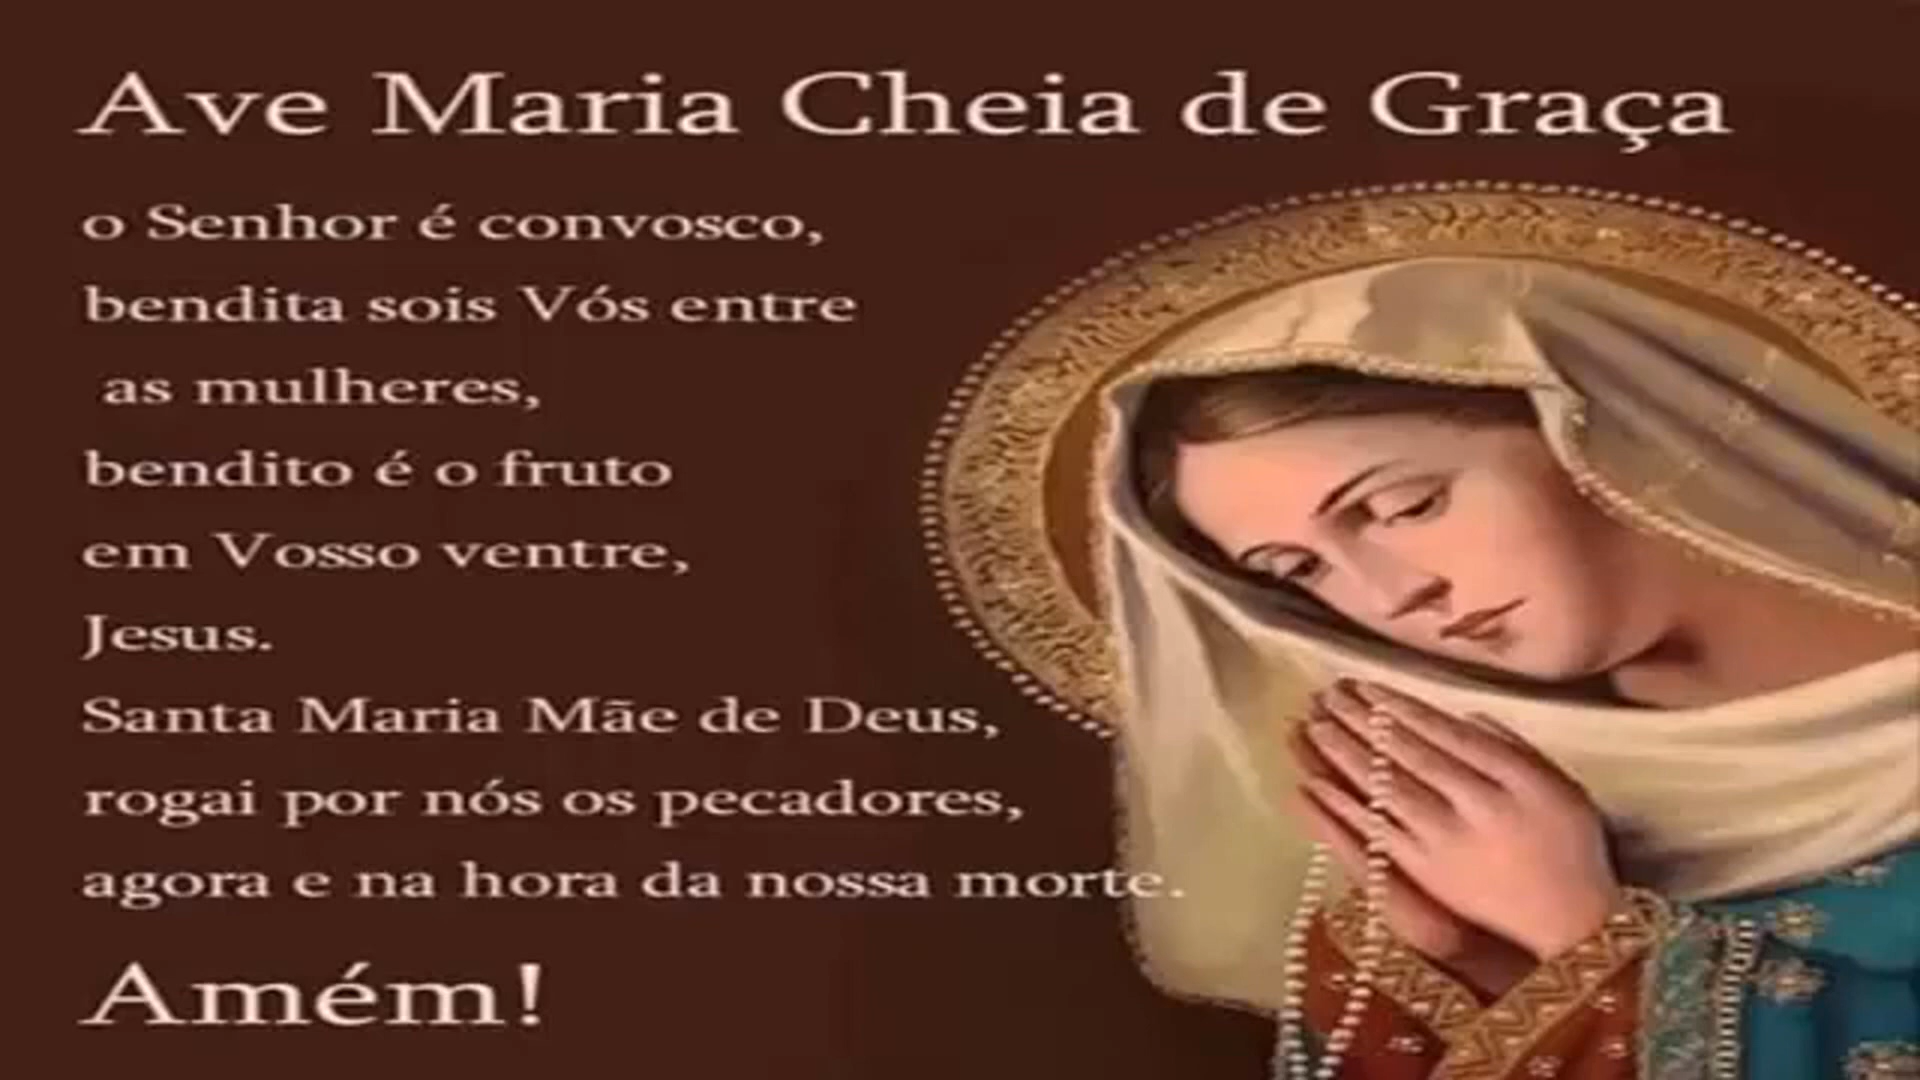 Ave Maria Cheia de Graça
o Senhor é convosco,
bendita sois Vós entre
as mulheres,
bendito é o fruto
em Vosso ventre,
Jesus.
Santa Maria Mãe de Deus,
rogai por nós os pecadores,
agora e na hora da nossa morte.
Amém!